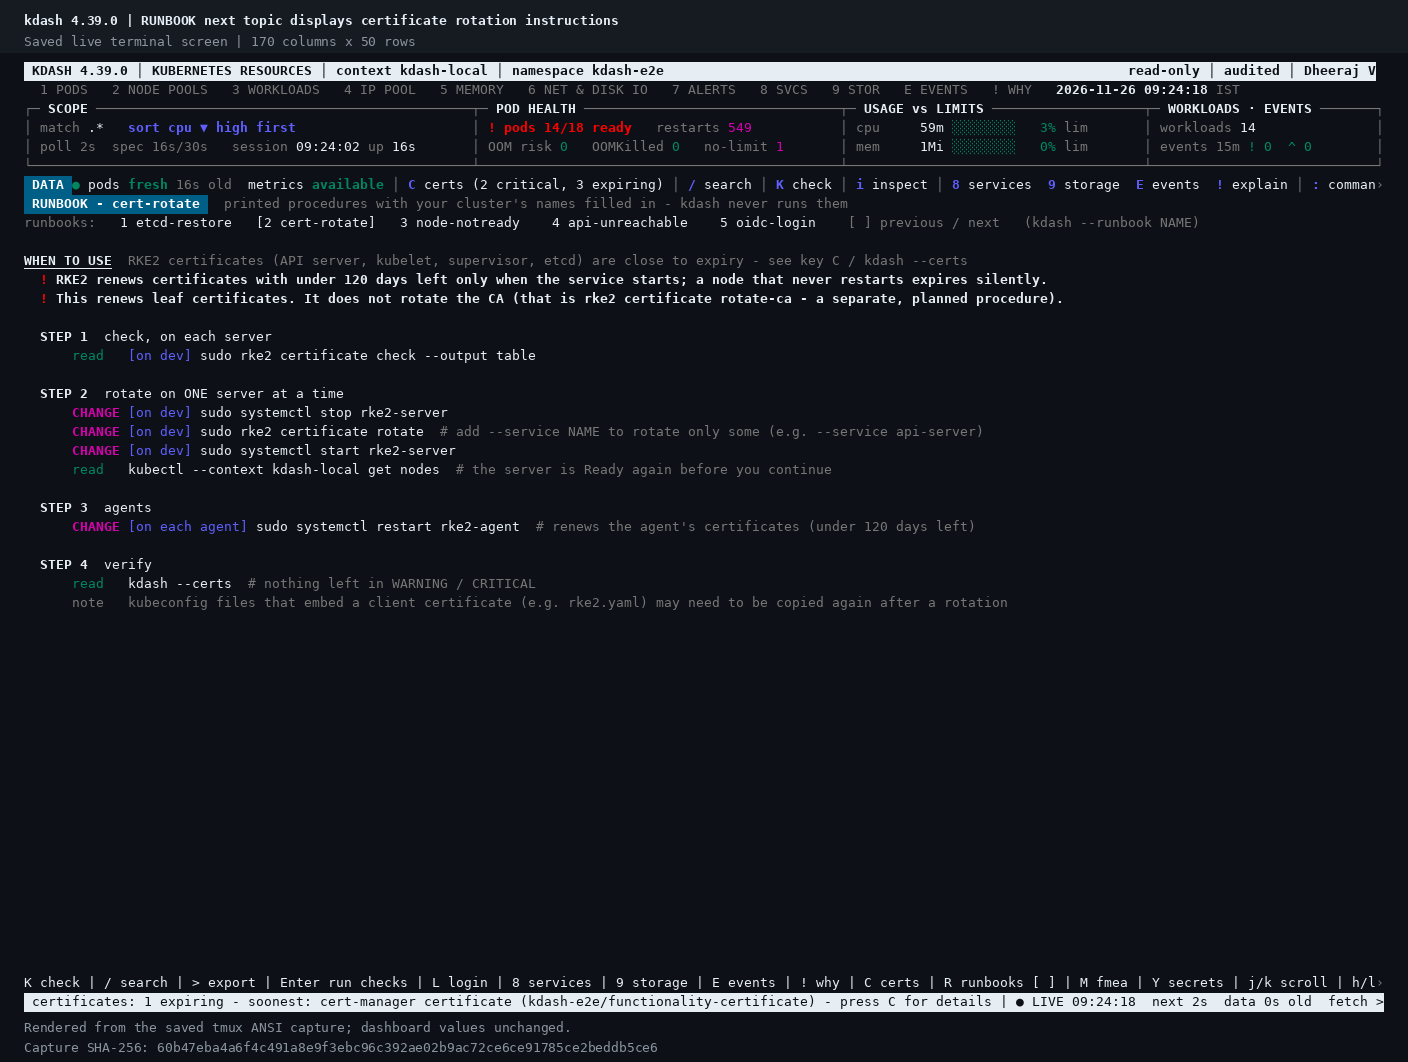 kdash 4.39.0 | RUNBOOK next topic displays certificate rotation instructions
Saved live terminal screen | 170 columns x 50 rows
KDASH 4.39.0 │ KUBERNETES RESOURCES │ context kdash-local │ namespace kdash-e2e read-only │ audited │ Dheeraj V
1 PODS 2 NODE POOLS 3 WORKLOADS 4 IP POOL 5 MEMORY 6 NET & DISK IO 7 ALERTS 8 SVCS 9 STOR E EVENTS ! WHY 2026-11-26 09:24:18 IST
┌─ SCOPE ─┬─ POD HEALTH ─┬─ USAGE vs LIMITS ─┬─ WORKLOADS · EVENTS ─┐
│ match .* sort cpu ▼ high first │ ! pods 14/18 ready restarts 549 │ cpu 59m ░░░░░░░░ 3% lim │ workloads 14 │
│ poll 2s spec 16s/30s session 09:24:02 up 16s │ OOM risk 0 OOMKilled 0 no-limit 1 │ mem 1Mi ░░░░░░░░ 0% lim │ events 15m ! 0 ^ 0 │
DATA ● pods fresh 16s old metrics available │ C certs (2 critical, 3 expiring) │ / search │ K check │ i inspect │ 8 services 9 storage E events ! explain │ : comman›
RUNBOOK - cert-rotate printed procedures with your cluster's names filled in - kdash never runs them
runbooks: 1 etcd-restore [2 cert-rotate] 3 node-notready 4 api-unreachable 5 oidc-login [ ] previous / next (kdash --runbook NAME)
WHEN TO USE RKE2 certificates (API server, kubelet, supervisor, etcd) are close to expiry - see key C / kdash --certs
! RKE2 renews certificates with under 120 days left only when the service starts; a node that never restarts expires silently.
! This renews leaf certificates. It does not rotate the CA (that is rke2 certificate rotate-ca - a separate, planned procedure).
STEP 1 check, on each server
read [on dev] sudo rke2 certificate check --output table
STEP 2 rotate on ONE server at a time
CHANGE [on dev] sudo systemctl stop rke2-server
CHANGE [on dev] sudo rke2 certificate rotate # add --service NAME to rotate only some (e.g. --service api-server)
CHANGE [on dev] sudo systemctl start rke2-server
read kubectl --context kdash-local get nodes # the server is Ready again before you continue
STEP 3 agents
CHANGE [on each agent] sudo systemctl restart rke2-agent # renews the agent's certificates (under 120 days left)
STEP 4 verify
read kdash --certs # nothing left in WARNING / CRITICAL
note kubeconfig files that embed a client certificate (e.g. rke2.yaml) may need to be copied again after a rotation
K check | / search | > export | Enter run checks | L login | 8 services | 9 storage | E events | ! why | C certs | R runbooks [ ] | M fmea | Y secrets | j/k scroll | h/l›
certificates: 1 expiring - soonest: cert-manager certificate (kdash-e2e/functionality-certificate) - press C for details | ● LIVE 09:24:18 next 2s data 0s old fetch >
Rendered from the saved tmux ANSI capture; dashboard values unchanged.
Capture SHA-256: 60b47eba4a6f4c491a8e9f3ebc96c392ae02b9ac72ce6ce91785ce2beddb5ce6